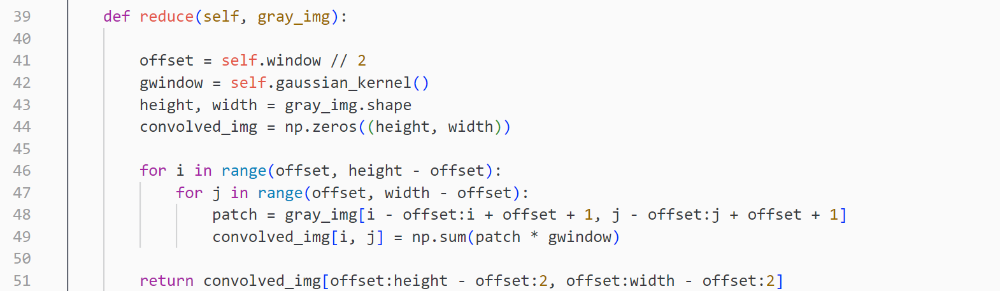 39 def reduce(self, gray_img):
40
41 offset = self.window // 2
42 gwindow = self.gaussian_kernel()
43 height, width = gray_img.shape
44 convolved_img = np.zeros((height, width))
45
46 for i in range(offset, height - offset):
47 for j in range(offset, width - offset):
48 patch = gray_img[i - offset:i + offset + 1, j - offset:j + offset + 1]
49 convolved_img[i, j] = np.sum(patch * gwindow)
50
51 return convolved_img[offset:height - offset:2, offset:width - offset:2]